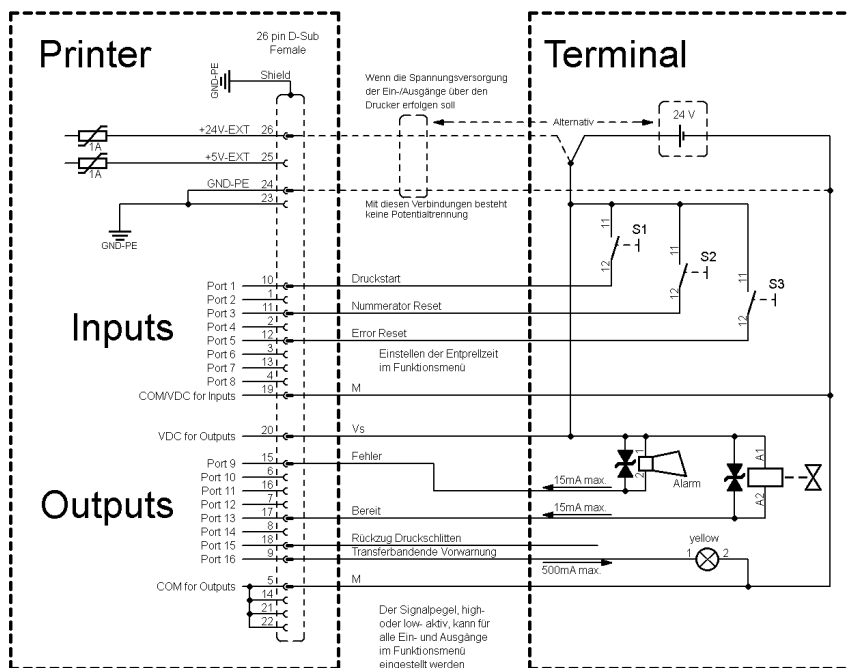 Printer
26 pin D-Sub
Female
Terminal
GND-PE
Shield
Wenn die Spannungsversorgung
der Ein-/Ausgänge über den
Drucker erfolgen soll
Alternativ
24 V
+24V-EXT 26
1A
+5V-EXT 25
1A
GND-PE 24
23
GND-PE
Mit diesen Verbindungen besteht
keine Potentialtrennung
11
12
S1
11
12
S2
11
12
S3
Inputs
Port 1 10 Druckstart
Port 2 1
Port 3 11 Nummerator Reset
Port 4 2
Port 5 12 Error Reset
Port 6 3
Port 7 13
Port 8 4
COM/VDC for Inputs 19 M
Einstellen der Entprellzeit
im Funktionsmenü
VDC for Outputs 20 Vs
Outputs
Port 9 15 Fehler
Port 10 6
Port 11 16
Port 12 7
Port 13 17 Bereit
Port 14 8
Port 15 18 Rückzug Druckschlitten
Port 16 9 Transferbandende Vorwarnung
COM for Outputs 5 M
14
21
22
15mA max.
1
2
Alarm
A1
A2
15mA max.
yellow
1 2
500mA max.
Der Signalpegel, high-
oder low- aktiv, kann für
alle Ein- und Ausgänge
im Funktionsmenü
eingestellt werden